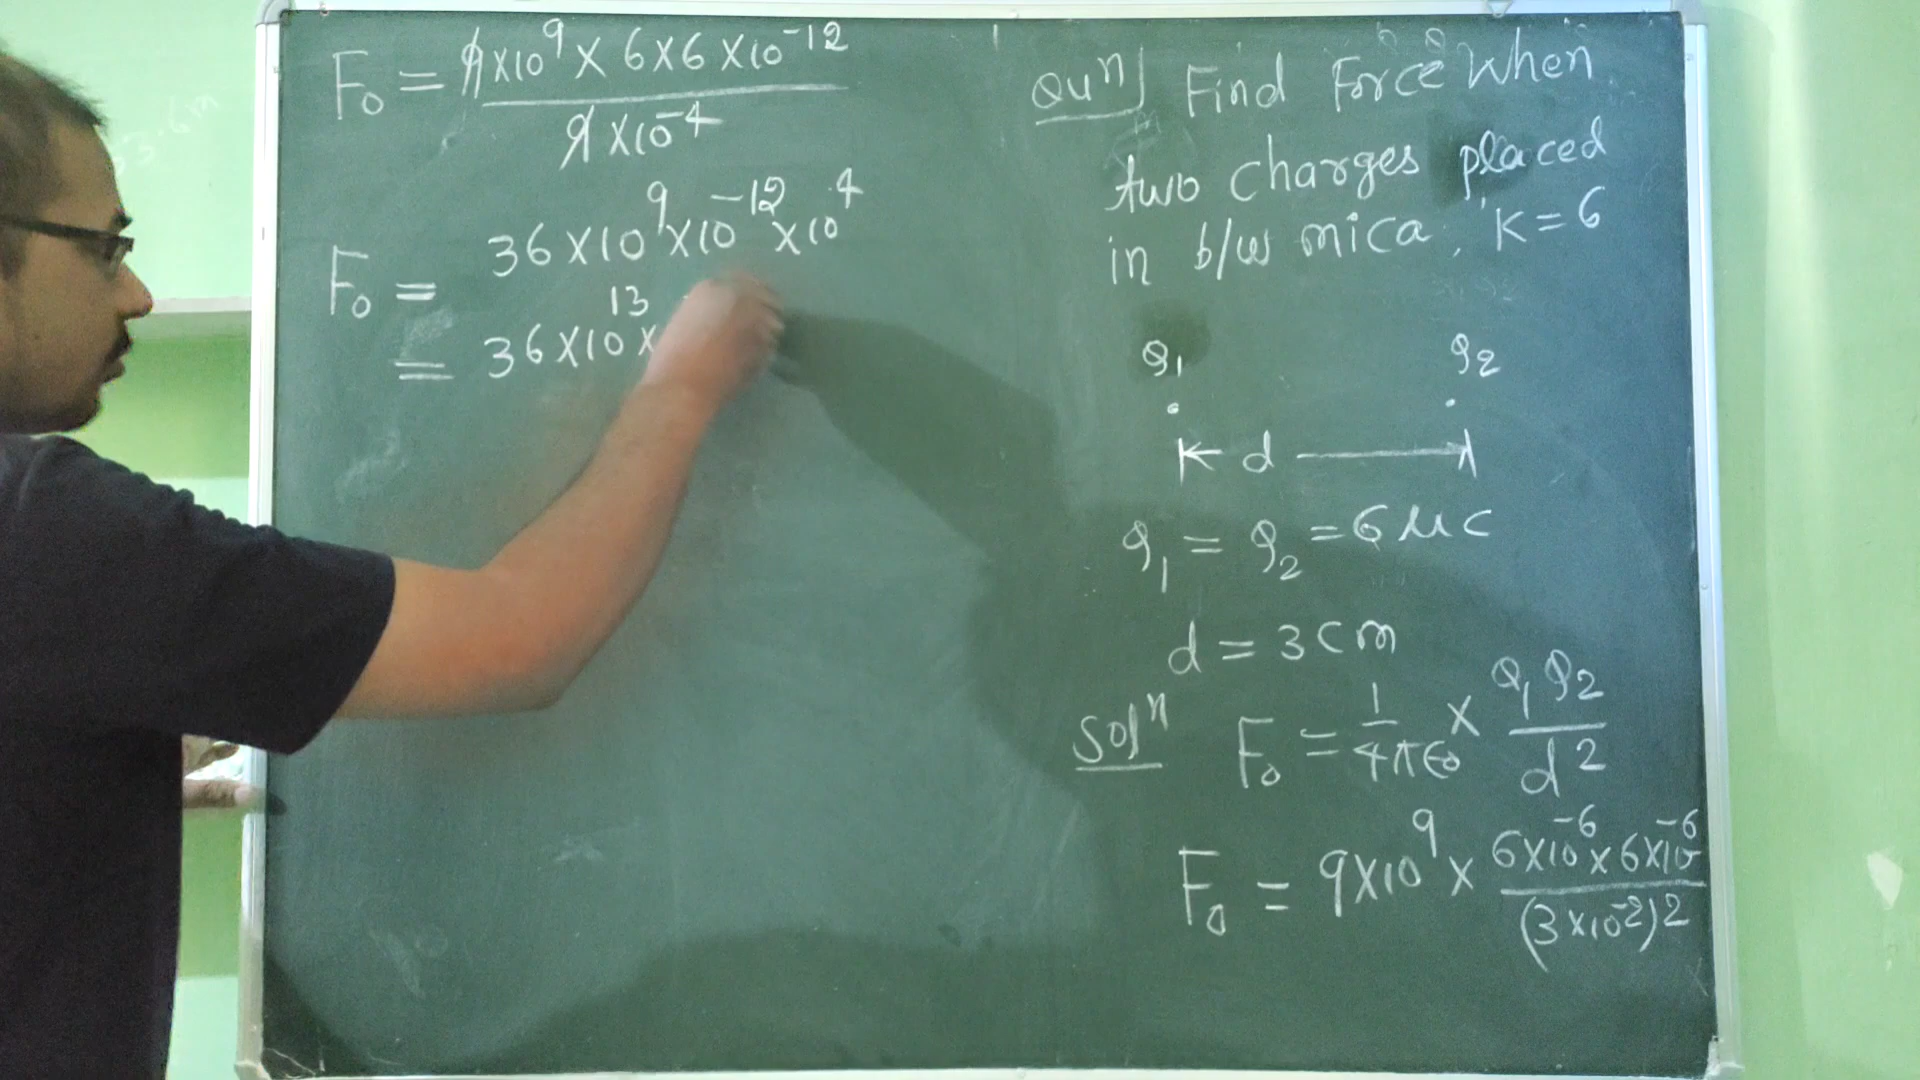 F₀ = 9×10⁹ × 6×6 ×10⁻¹²
9×10⁻⁴
F₀ = 36×10⁹×10⁻¹²×10⁴
= 36×10¹³×
Quⁿ] Find Force When
two charges placed
in b/w mica, K=6
Q₁ Q₂
d
Q₁ = Q₂ = 6 μC
d = 3cm
Solⁿ F₀ = 1/4πε₀ × Q₁Q₂/d²
F₀ = 9×10⁹ × 6×10⁻⁶×6×10⁻⁶
(3×10⁻²)²